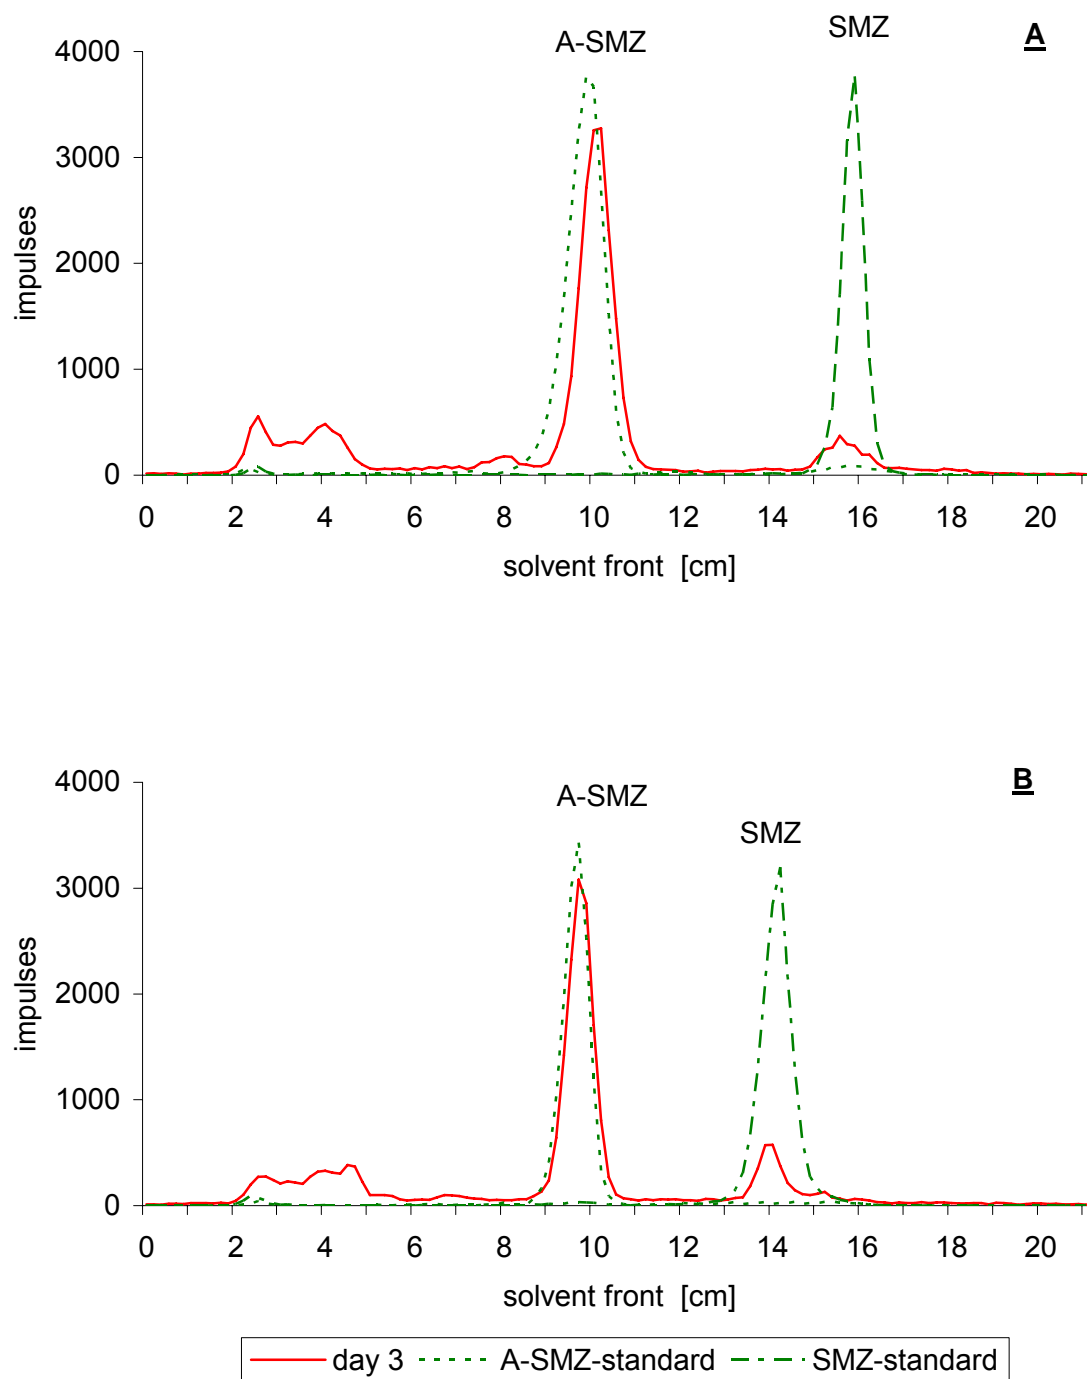 A-SMZ
SMZ
A
4000
3000
2000
1000
0
impulses
0 2 4 6 8 10 12 14 16 18 20
solvent front [cm]
A-SMZ
SMZ
B
4000
3000
2000
1000
0
impulses
0 2 4 6 8 10 12 14 16 18 20
solvent front [cm]
day 3 A-SMZ-standard SMZ-standard